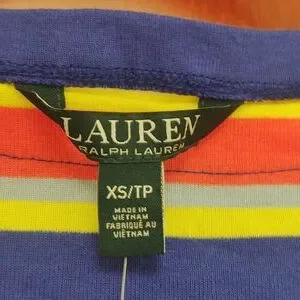 LAUREN
RALPH LAUREN
XS/TP
MADE IN
VIETNAM
FABRIQUÉ AU
VIETNAM